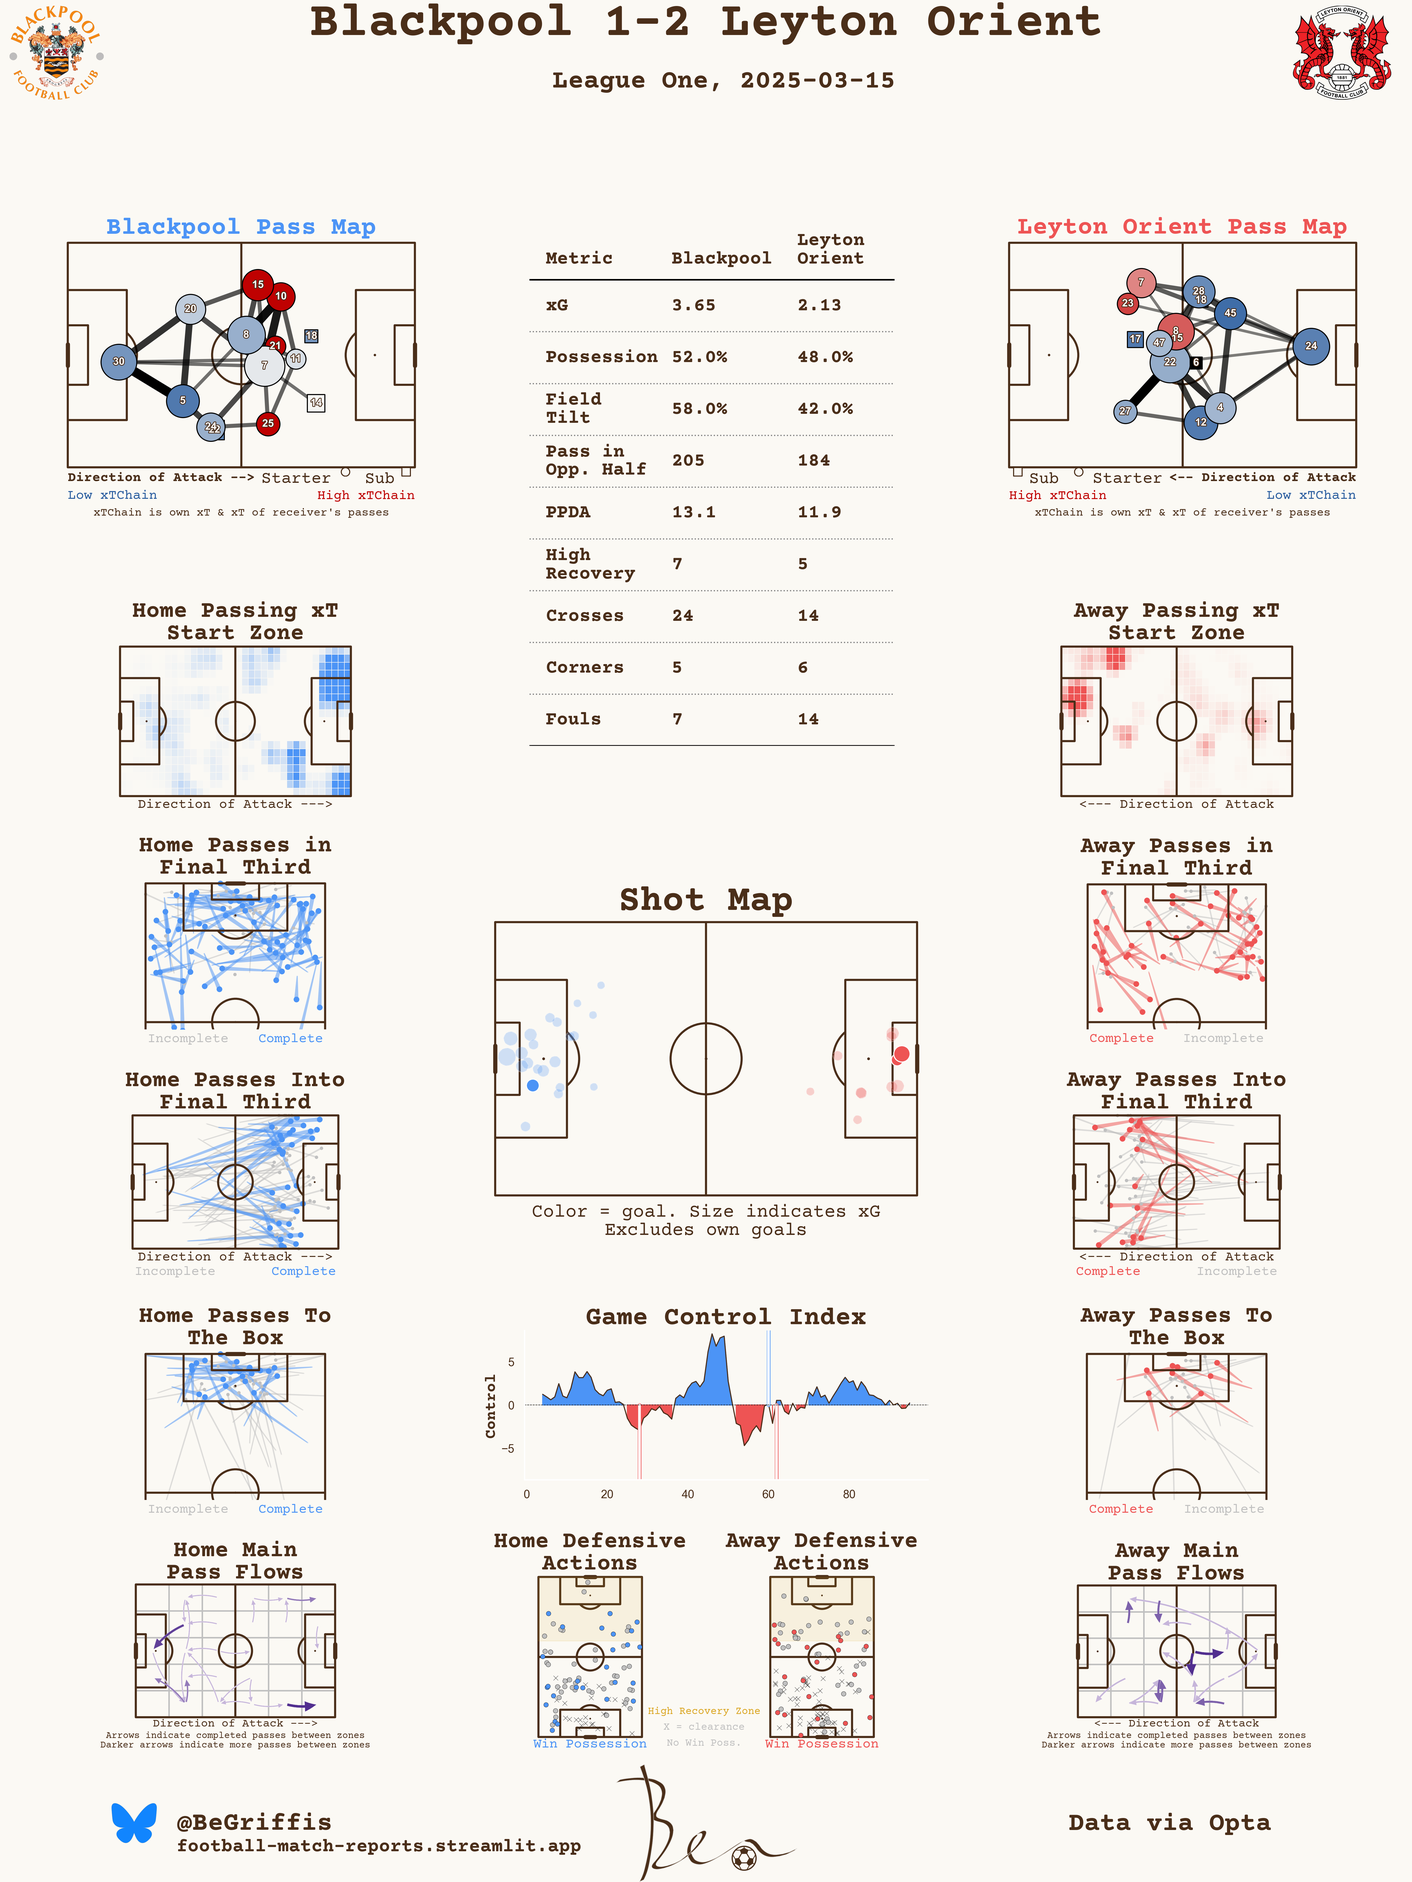 Blackpool 1-2 Leyton Orient
League One, 2025-03-15
BLACKPOOL
FOOTBALL CLUB
LEYTON ORIENT
1881
FOOTBALL CLUB
Blackpool Pass Map
15
10
20
8
18
21
11
30
7
5
14
24
22
25
Direction of Attack --> Starter Sub
Low xTChain High xTChain
xTChain is own xT & xT of receiver's passes
Metric Blackpool Leyton Orient
xG 3.65 2.13
Possession 52.0% 48.0%
Field Tilt 58.0% 42.0%
Pass in Opp. Half 205 184
PPDA 13.1 11.9
High Recovery 7 5
Crosses 24 14
Corners 5 6
Fouls 7 14
Leyton Orient Pass Map
7
28
18
23
45
8
15
17
47
24
22
6
27
4
12
Sub Starter <-- Direction of Attack
High xTChain Low xTChain
xTChain is own xT & xT of receiver's passes
Home Passing xT
Start Zone
Direction of Attack --->
Away Passing xT
Start Zone
<--- Direction of Attack
Home Passes in
Final Third
Incomplete Complete
Away Passes in
Final Third
Complete Incomplete
Shot Map
Color = goal. Size indicates xG
Excludes own goals
Home Passes Into
Final Third
Direction of Attack --->
Incomplete Complete
Away Passes Into
Final Third
<--- Direction of Attack
Complete Incomplete
Home Passes To
The Box
Incomplete Complete
Game Control Index
Control
5
0
−5
0 20 40 60 80
Away Passes To
The Box
Complete Incomplete
Home Main
Pass Flows
Direction of Attack --->
Arrows indicate completed passes between zones
Darker arrows indicate more passes between zones
Home Defensive
Actions
Win Possession
High Recovery Zone
X = clearance
No Win Poss.
Away Defensive
Actions
Win Possession
Away Main
Pass Flows
<--- Direction of Attack
Arrows indicate completed passes between zones
Darker arrows indicate more passes between zones
@BeGriffis
football-match-reports.streamlit.app
Ben
Data via Opta